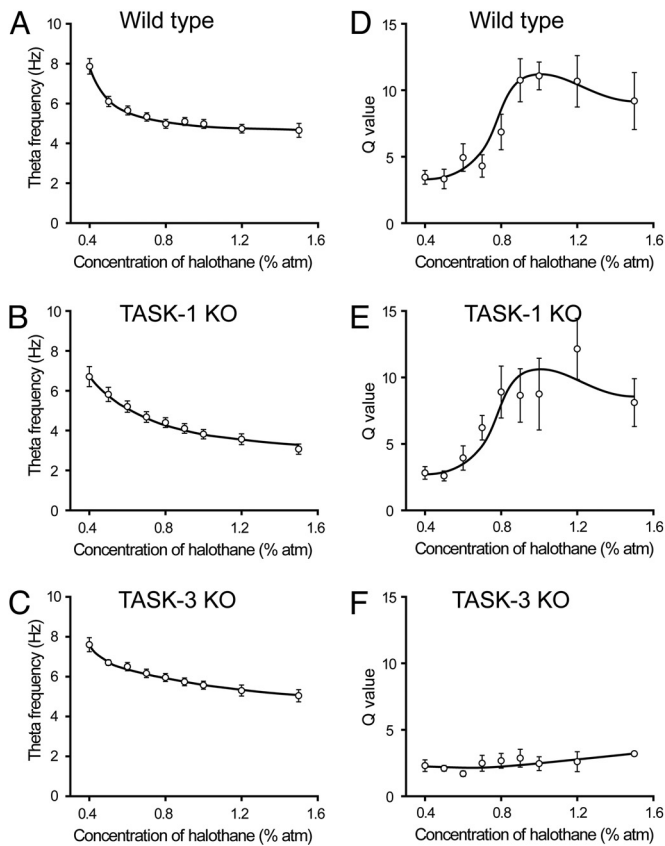 A
Wild type
10
8
6
4
2
0
Theta frequency (Hz)
0.4
0.8
1.2
1.6
Concentration of halothane (% atm)
D
Wild type
15
10
5
0
Q value
0.4
0.8
1.2
1.6
Concentration of halothane (% atm)
B
TASK-1 KO
10
8
6
4
2
0
Theta frequency (Hz)
0.4
0.8
1.2
1.6
Concentration of halothane (% atm)
E
TASK-1 KO
15
10
5
0
Q value
0.4
0.8
1.2
1.6
Concentration of halothane (% atm)
C
TASK-3 KO
10
8
6
4
2
0
Theta frequency (Hz)
0.4
0.8
1.2
1.6
Concentration of halothane (% atm)
F
TASK-3 KO
15
10
5
0
Q value
0.4
0.8
1.2
1.6
Concentration of halothane (% atm)